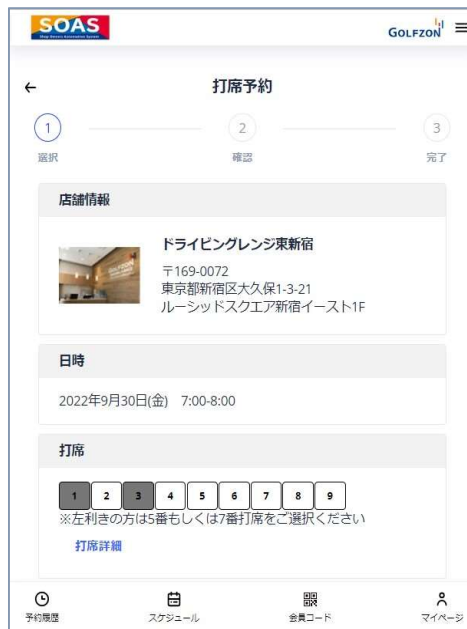 SOAS
GOLFZON
打席予約
1
2
3
選択
確認
完了
店舗情報
ドライビングレンジ東新宿
〒169-0072
東京都新宿区大久保1-3-21
ルーシッドスクエア新宿イースト1F
日時
2022年9月30日(金) 7:00-8:00
打席
1 2 3 4 5 6 7 8 9
※左利きの方は5番もしくは7番打席をご選択ください
打席詳細
予約履歴
スケジュール
会員コード
マイページ